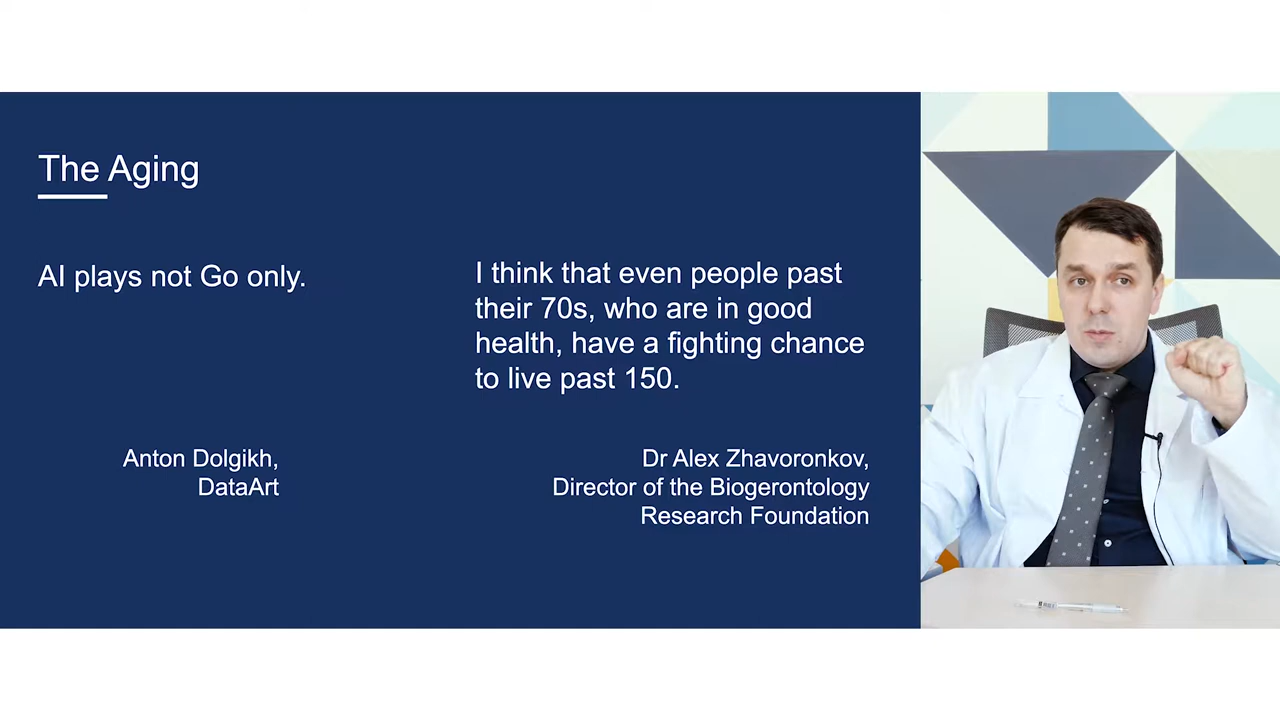 The Aging
AI plays not Go only.
Anton Dolgikh,
DataArt
I think that even people past
their 70s, who are in good
health, have a fighting chance
to live past 150.
Dr Alex Zhavoronkov,
Director of the Biogerontology
Research Foundation